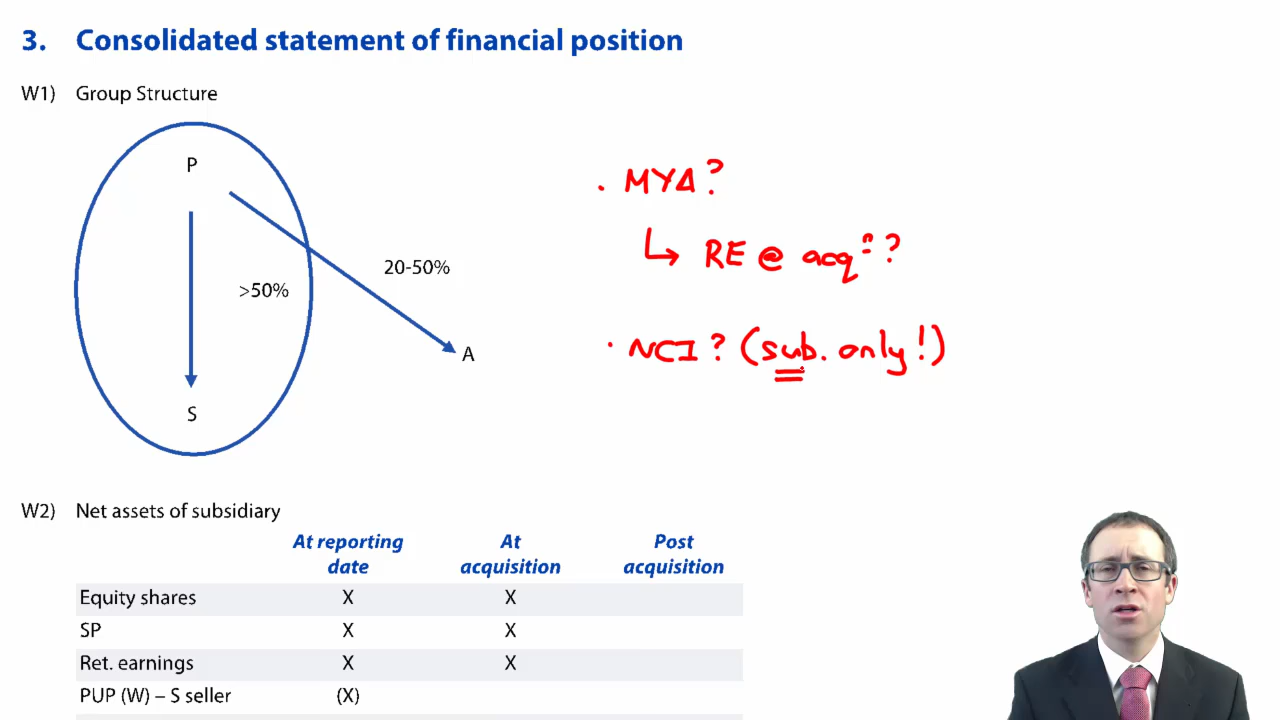 3. Consolidated statement of financial position
W1) Group Structure
P
>50%
20-50%
A
S
· MYA?
↳ RE @ acqⁿ?
· NCI? (sub. only!)
W2) Net assets of subsidiary
At reporting date
At acquisition
Post acquisition
Equity shares X X
SP X X
Ret. earnings X X
PUP (W) – S seller (X)